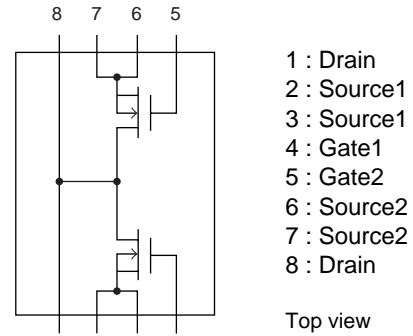 8 7 6 5
1 : Drain
2 : Source1
3 : Source1
4 : Gate1
5 : Gate2
6 : Source2
7 : Source2
8 : Drain
Top view